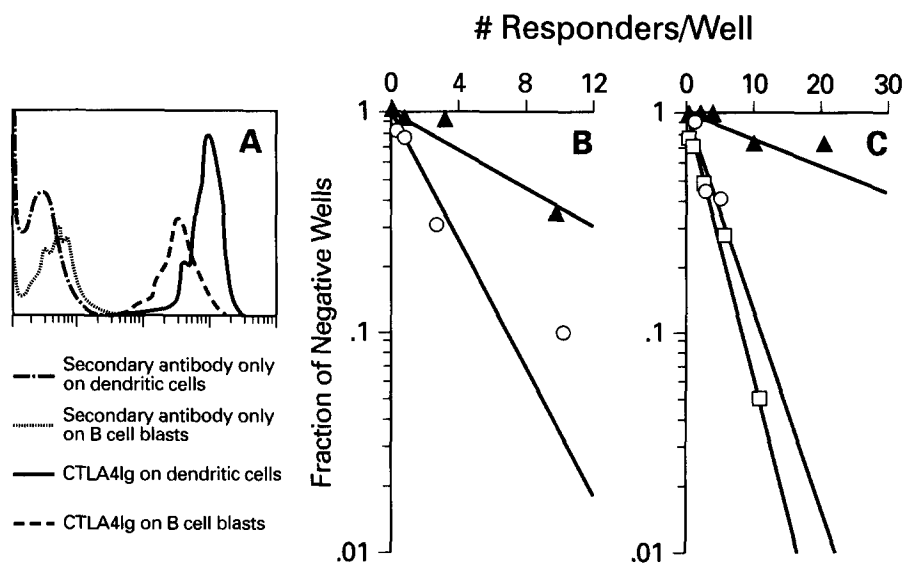 # Responders/Well
0 4 8 12
0 10 20 30
A
B
C
1
.1
.01
1
.1
.01
Fraction of Negative Wells
Secondary antibody only
on dendritic cells
Secondary antibody only
on B cell blasts
CTLA4Ig on dendritic cells
CTLA4Ig on B cell blasts